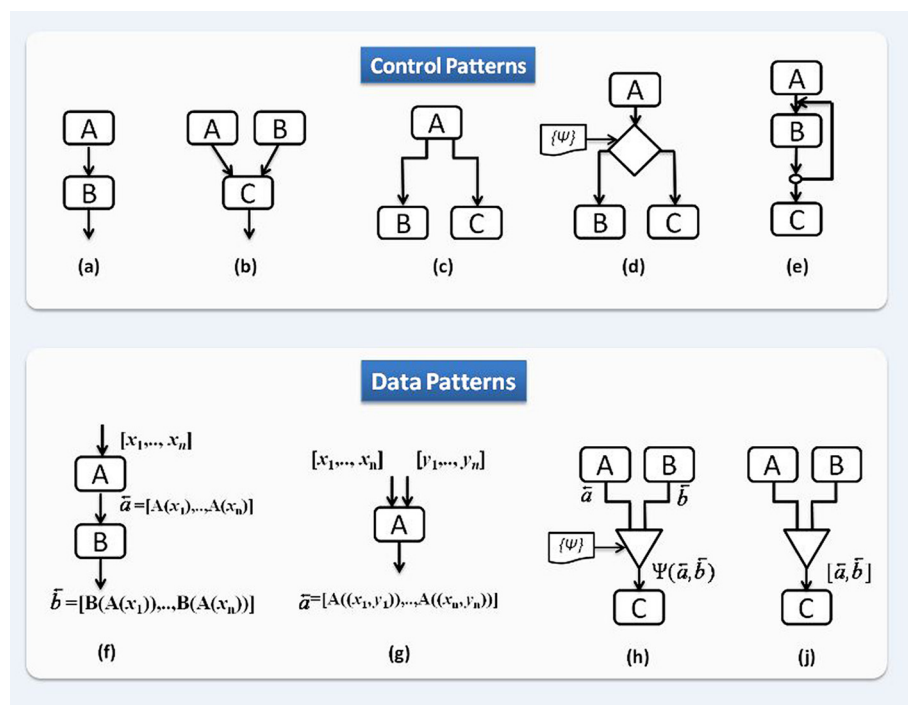 Control Patterns
A
B
(a)
A B
C
(b)
A
B C
(c)
A
{Ψ}
B C
(d)
A
B
C
(e)
Data Patterns
[x₁,.., xₙ]
A
ā=[A(x₁),..,A(xₙ)]
B
b̄=[B(A(x₁)),..,B(A(xₙ))]
(f)
[x₁,.., xₙ] [y₁,.., yₙ]
A
ā=[A((x₁,y₁)),..,A((xₙ,yₙ))]
(g)
A B
ā b̄
{Ψ}
Ψ(ā,b̄)
C
(h)
A B
[ā,b̄]
C
(j)